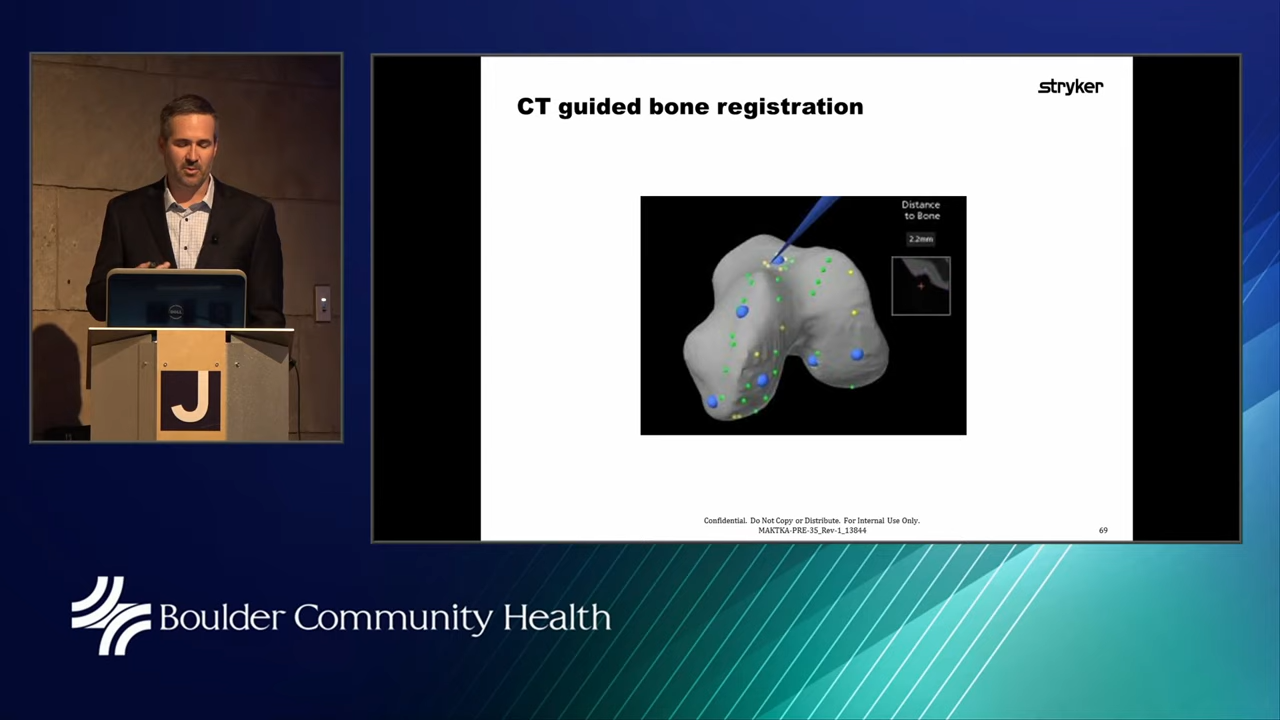 stryker
CT guided bone registration
Distance
to Bone
2.2mm
DELL
J
Confidential. Do Not Copy or Distribute. For Internal Use Only.
MAKTKA-PRE-35_Rev-1_13844
69
Boulder Community Health